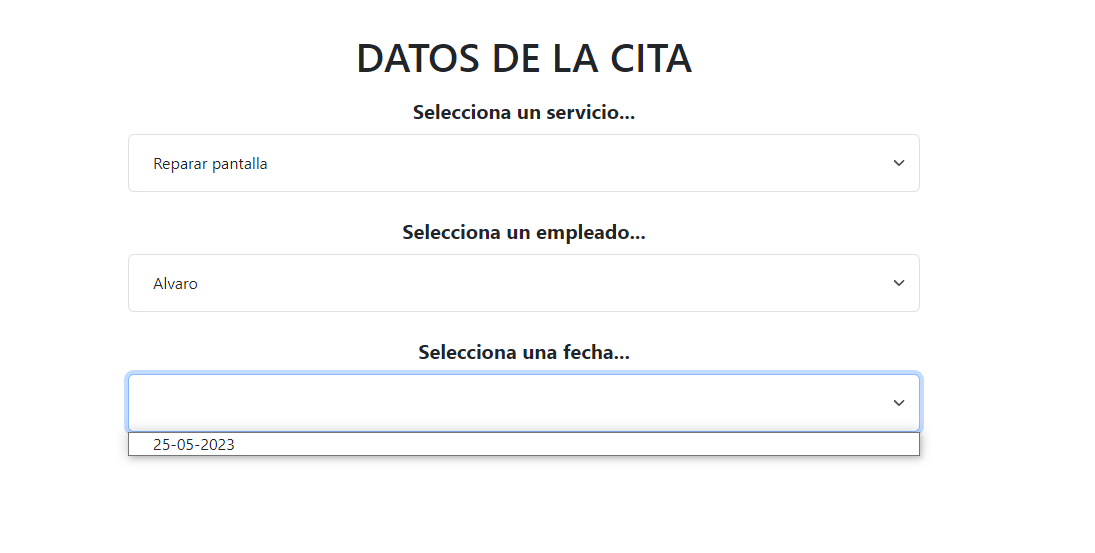 DATOS DE LA CITA
Selecciona un servicio...
Reparar pantalla
Selecciona un empleado...
Alvaro
Selecciona una fecha...
25-05-2023